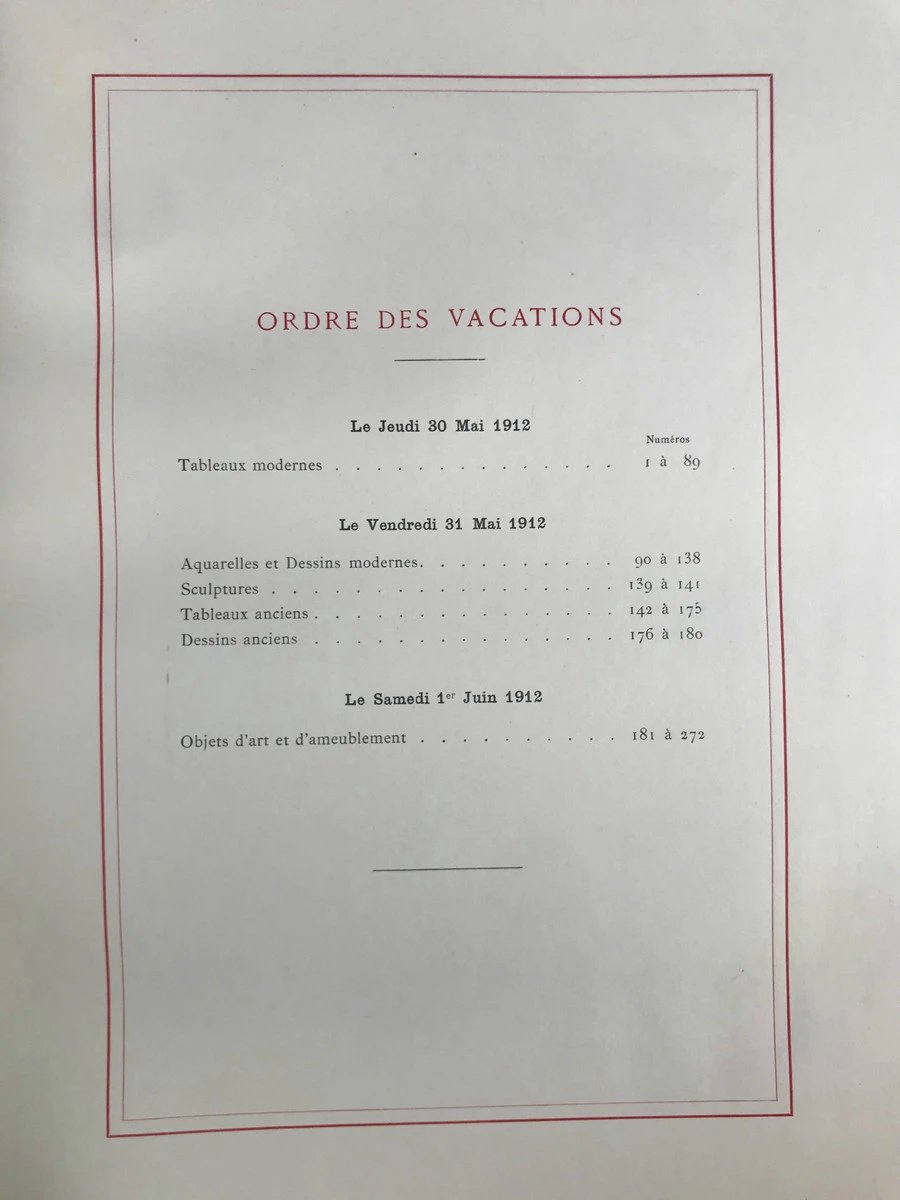 ORDRE DES VACATIONS
Le Jeudi 30 Mai 1912
Numéros
Tableaux modernes . . . . . . . . . . . . . . 1 à 89
Le Vendredi 31 Mai 1912
Aquarelles et Dessins modernes. . . . . . . . . . 90 à 138
Sculptures . . . . . . . . . . . . . . . . . 139 à 141
Tableaux anciens . . . . . . . . . . . . . . . 142 à 175
Dessins anciens . . . . . . . . . . . . . . . 176 à 180
Le Samedi 1er Juin 1912
Objets d'art et d'ameublement . . . . . . . . . . 181 à 272